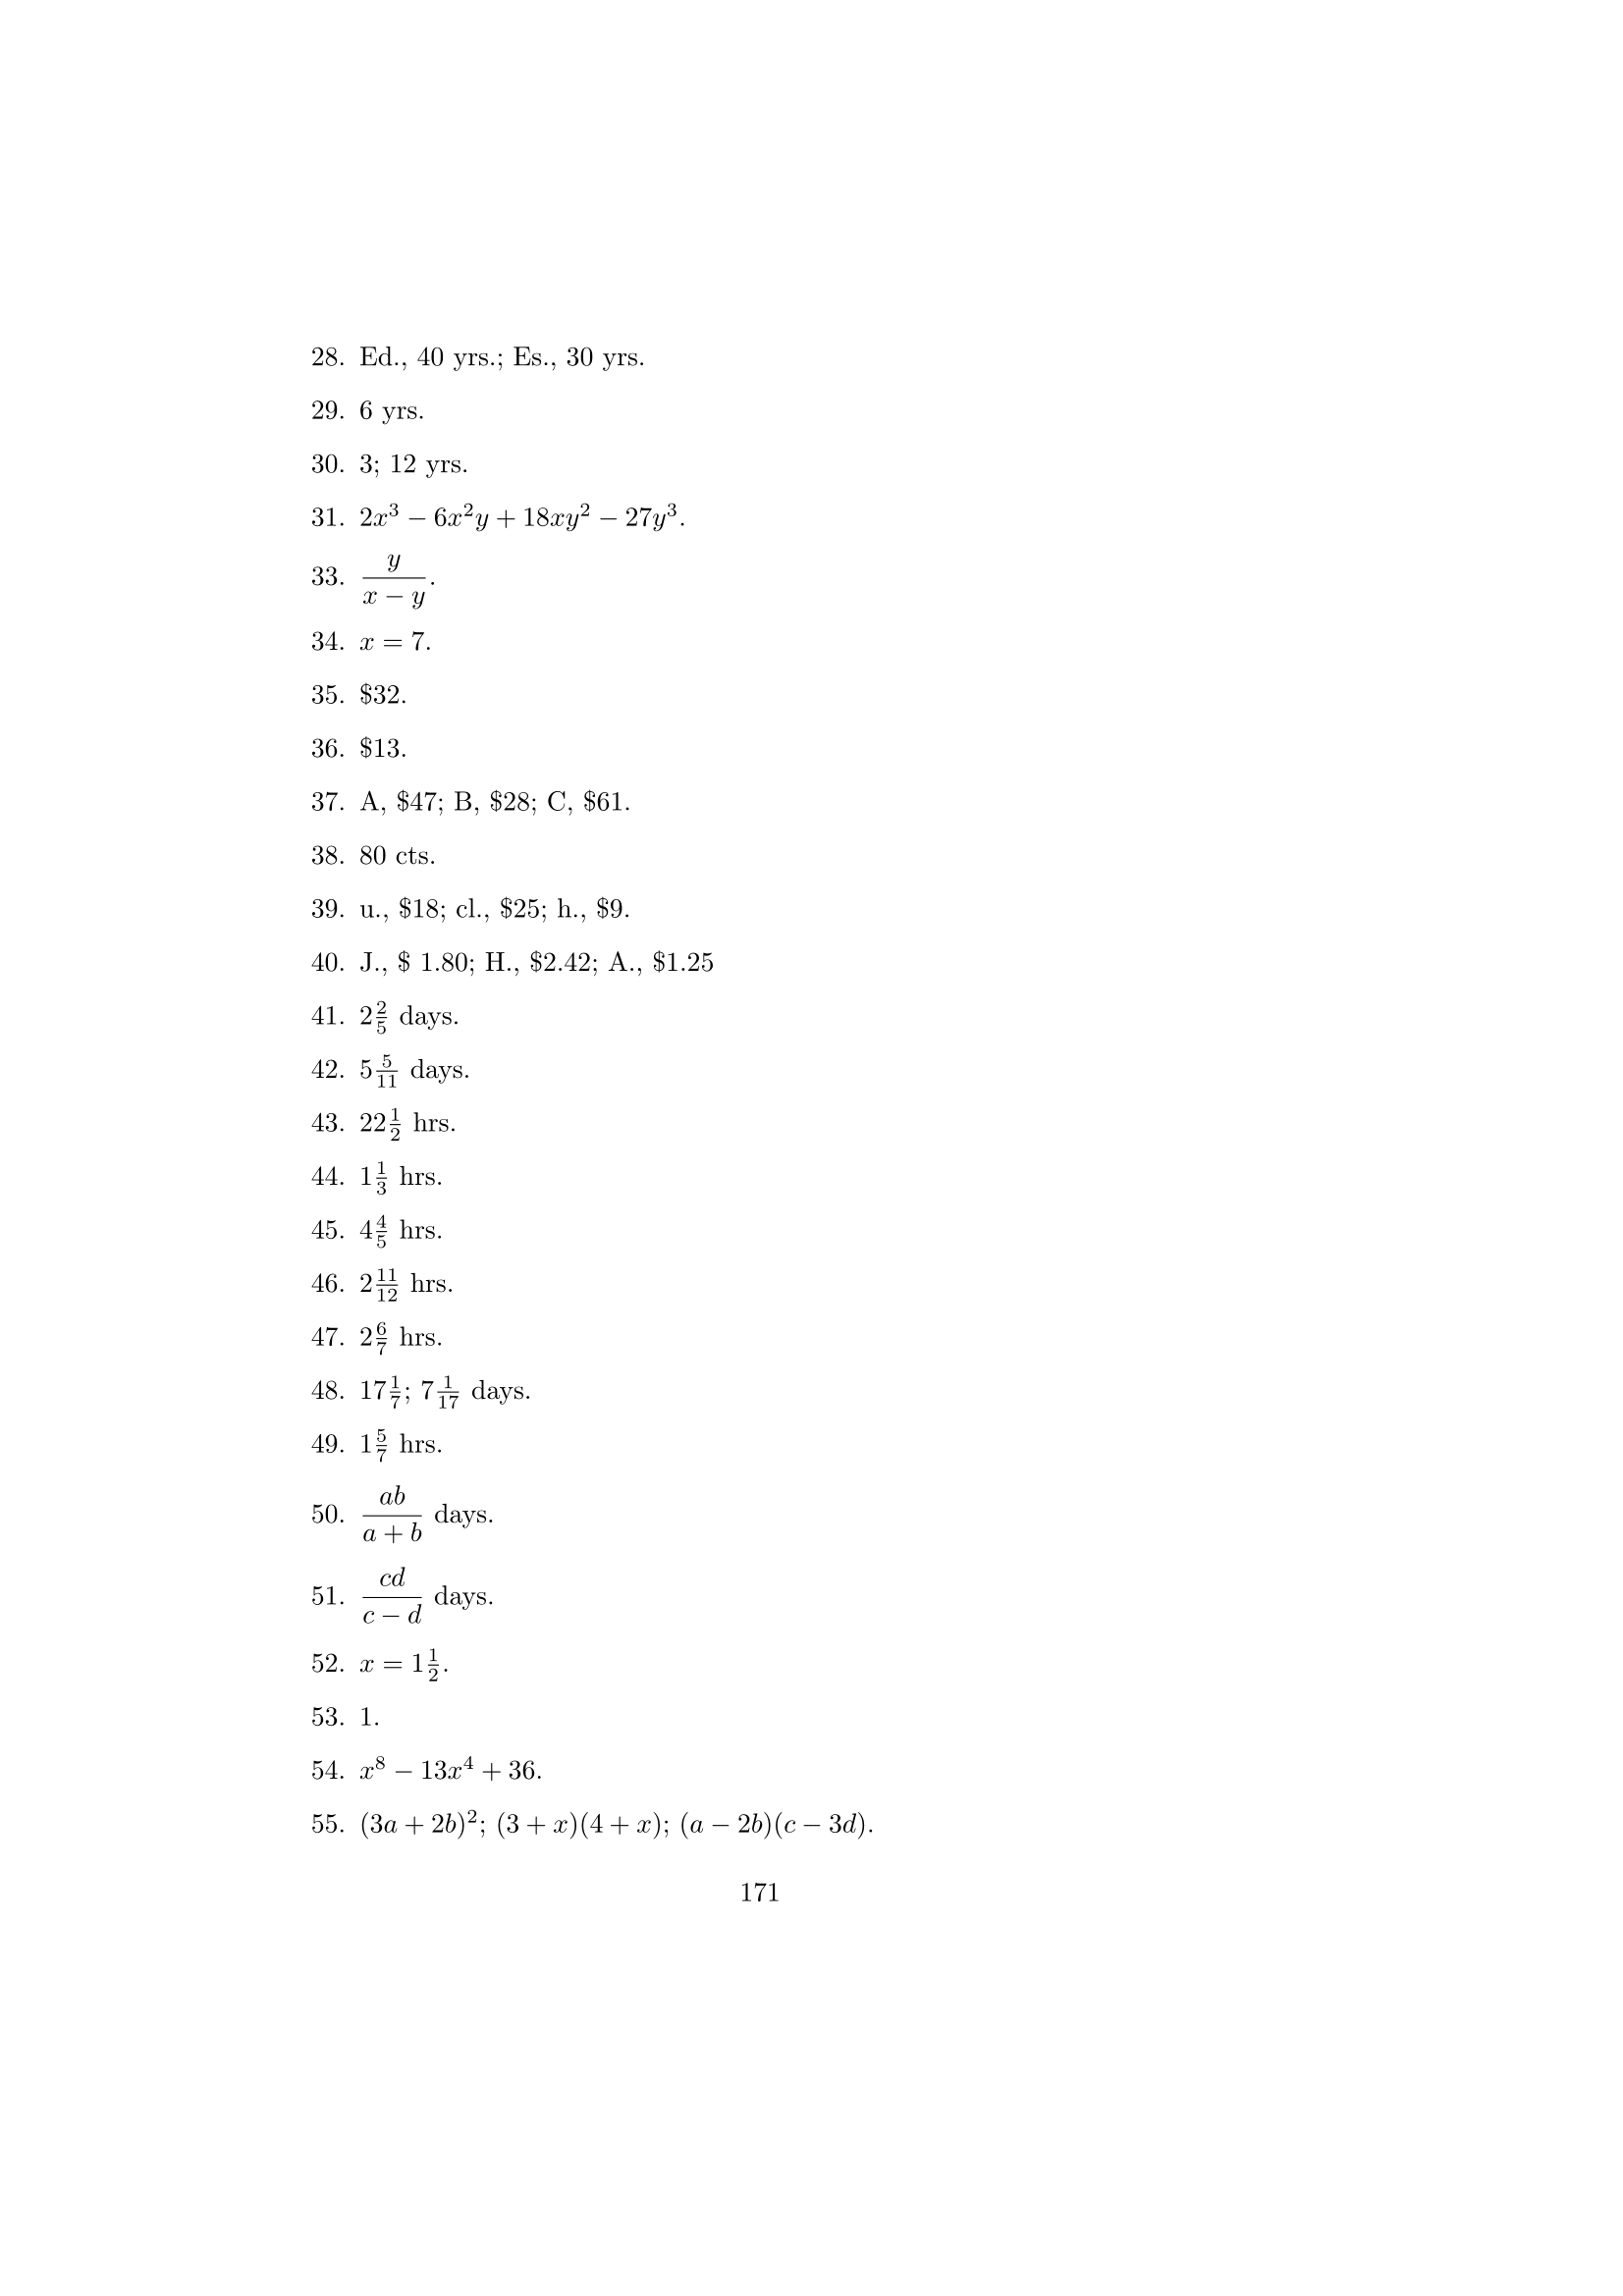 28. Ed., 40 yrs.; Es., 30 yrs.
29. 6 yrs.
30. 3; 12 yrs.
31. $2x^3 - 6x^2y + 18xy^2 - 27y^3$.
33. $\frac{y}{x-y}$.
34. $x = 7$.
35. $32.
36. $13.
37. A, $47; B, $28; C, $61.
38. 80 cts.
39. u., $18; cl., $25; h., $9.
40. J., $ 1.80; H., $2.42; A., $1.25
41. $2\frac{2}{5}$ days.
42. $5\frac{5}{11}$ days.
43. $22\frac{1}{2}$ hrs.
44. $1\frac{1}{3}$ hrs.
45. $4\frac{4}{5}$ hrs.
46. $2\frac{11}{12}$ hrs.
47. $2\frac{6}{7}$ hrs.
48. $17\frac{1}{7}$; $7\frac{1}{17}$ days.
49. $1\frac{5}{7}$ hrs.
50. $\frac{ab}{a+b}$ days.
51. $\frac{cd}{c-d}$ days.
52. $x = 1\frac{1}{2}$.
53. 1.
54. $x^8 - 13x^4 + 36$.
55. $(3a + 2b)^2$; $(3 + x)(4 + x)$; $(a - 2b)(c - 3d)$.
171